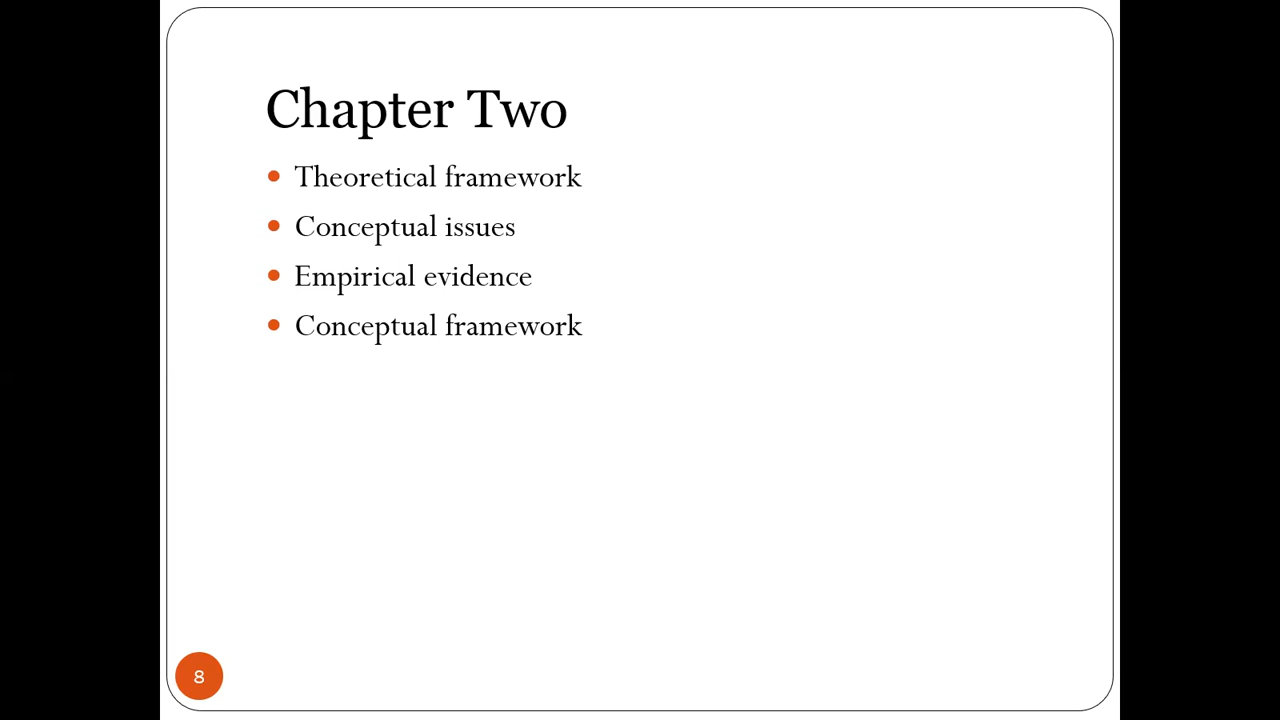 Chapter Two
• Theoretical framework
• Conceptual issues
• Empirical evidence
• Conceptual framework
8